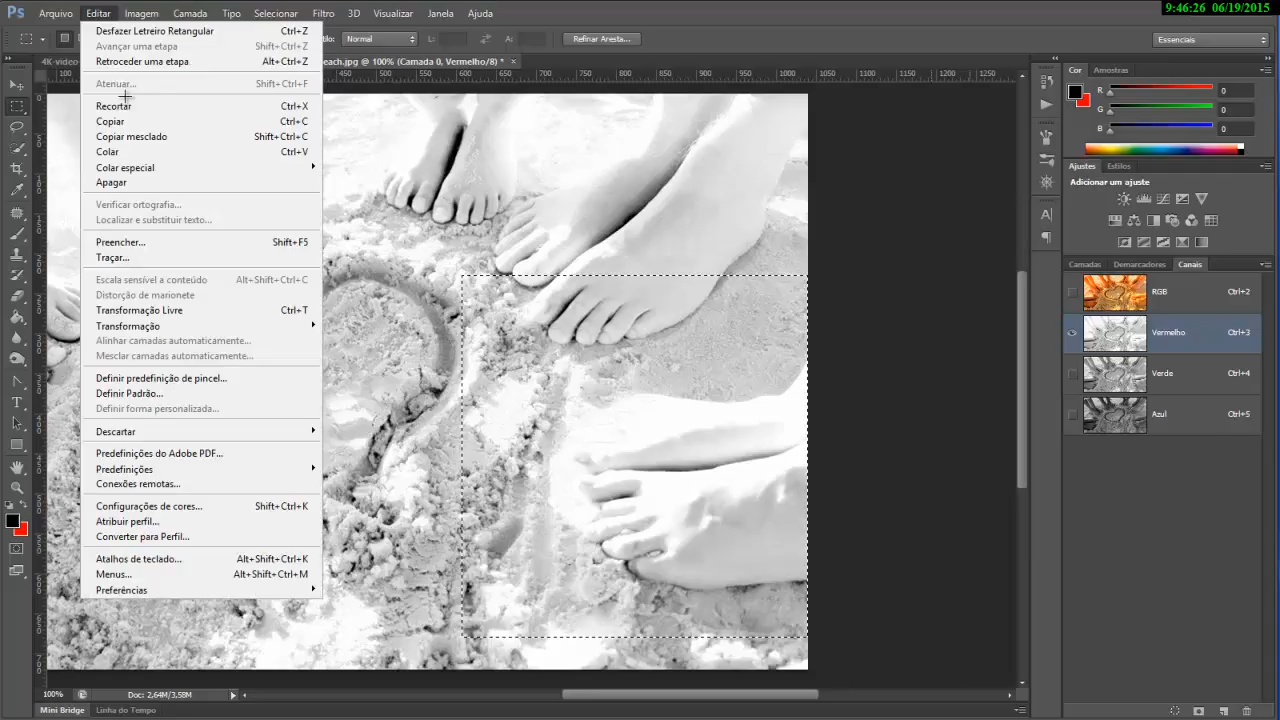 9:46:26 06/19/2015
Ps Arquivo Editar Imagem Camada Tipo Selecionar Filtro 3D Visualizar Janela Ajuda
Normal L: A: Refinar Aresta... Essenciais
4K-video- each.jpg @ 100% (Camada 0, Vermelho/8) * ×
100 450 500 550 600 650 700 750 800 850 900 950 1000 1050 1100 1150 1200 1250
Desfazer Letreiro Retangular Ctrl+Z
Avançar uma etapa Shift+Ctrl+Z
Retroceder uma etapa Alt+Ctrl+Z
Atenuar... Shift+Ctrl+F
Recortar Ctrl+X
Copiar Ctrl+C
Copiar mesclado Shift+Ctrl+C
Colar Ctrl+V
Colar especial
Apagar
Verificar ortografia...
Localizar e substituir texto...
Preencher... Shift+F5
Traçar...
Escala sensível a conteúdo Alt+Shift+Ctrl+C
Distorção de marionete
Transformação Livre Ctrl+T
Transformação
Alinhar camadas automaticamente...
Mesclar camadas automaticamente...
Definir predefinição de pincel...
Definir Padrão...
Definir forma personalizada...
Descartar
Predefinições do Adobe PDF...
Predefinições
Conexões remotas...
Configurações de cores... Shift+Ctrl+K
Atribuir perfil...
Converter para Perfil...
Atalhos de teclado... Alt+Shift+Ctrl+K
Menus... Alt+Shift+Ctrl+M
Preferências
Cor Amostras
R 0
G 0
B 0
Ajustes Estilos
Adicionar um ajuste
Camadas Demarcadores Canais
RGB Ctrl+2
Vermelho Ctrl+3
Verde Ctrl+4
Azul Ctrl+5
100% Doc: 2,64M/3,58M
Mini Bridge Linha do Tempo